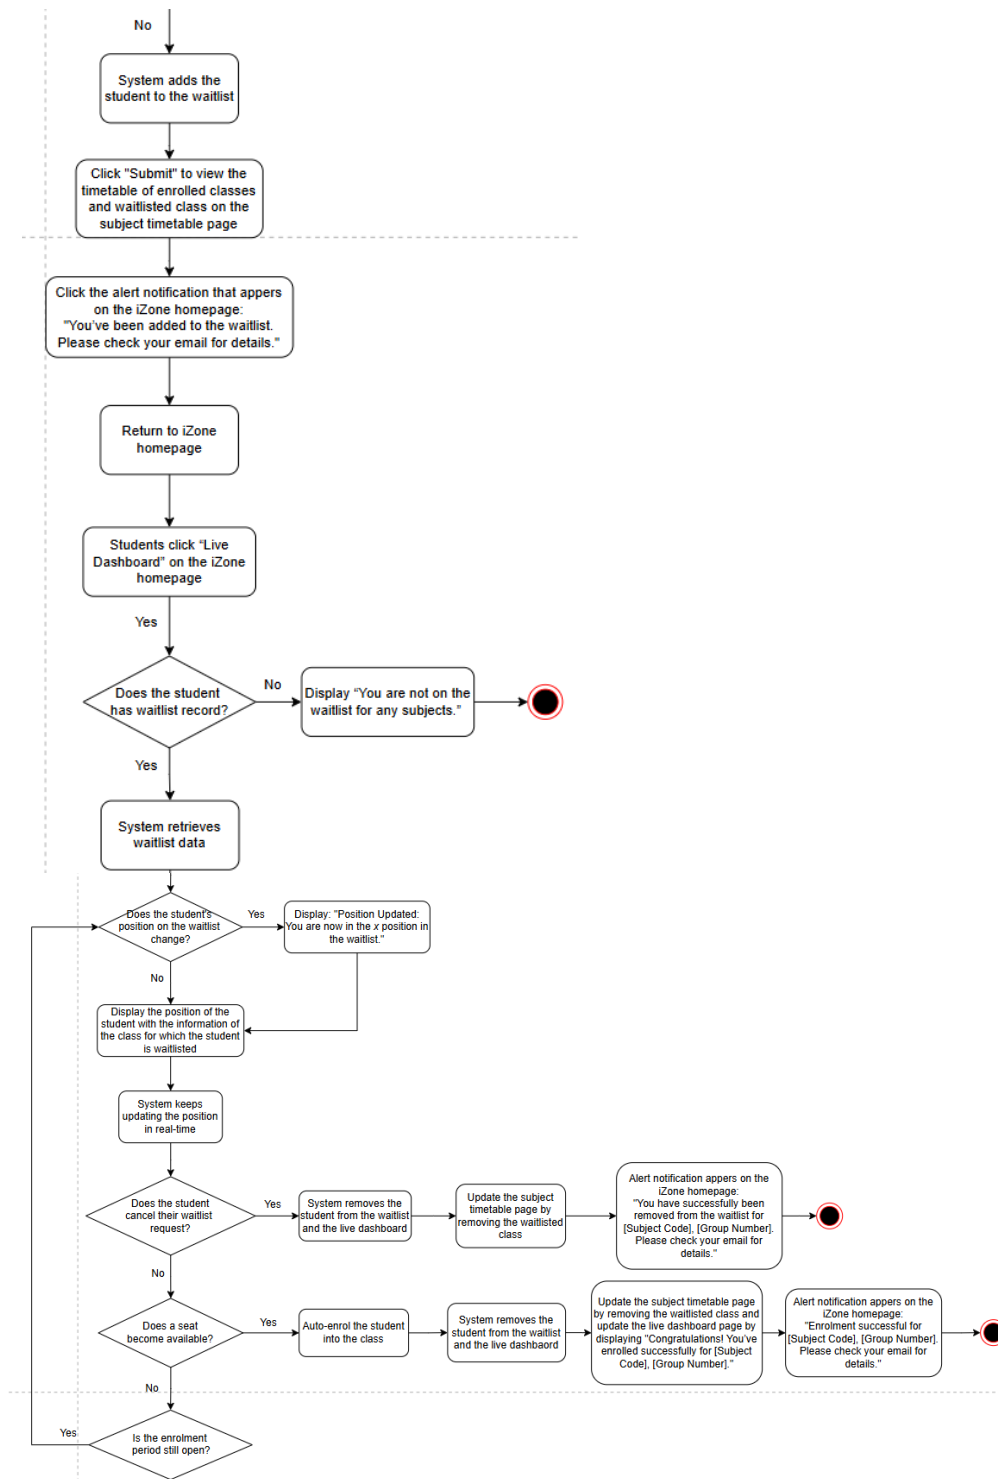 No
System adds the
student to the waitlist
Click "Submit" to view the
timetable of enrolled classes
and waitlisted class on the
subject timetable page
Click the alert notification that appers
on the iZone homepage:
"You've been added to the waitlist.
Please check your email for details."
Return to iZone
homepage
Students click “Live
Dashboard” on the iZone
homepage
Yes
Does the student
has waitlist record?
No
Display “You are not on the
waitlist for any subjects.”
Yes
System retrieves
waitlist data
Does the student's
position on the waitlist
change?
Yes
Display: "Position Updated:
You are now in the x position in
the waitlist."
No
Display the position of the
student with the information of
the class for which the student
is waitlisted
System keeps
updating the position
in real-time
Does the student
cancel their waitlist
request?
Yes
System removes the
student from the waitlist
and the live dashboard
Update the subject
timetable page by
removing the waitlisted
class
Alert notification appers on the
iZone homepage:
"You have successfully been
removed from the waitlist for
[Subject Code], [Group Number].
Please check your email for
details."
No
Does a seat
become available?
Yes
Auto-enrol the student
into the class
System removes the
student from the waitlist
and the live dashbaord
Update the subject timetable page
by removing the waitlisted class and
update the live dashboard page by
displaying "Congratulations! You've
enrolled successfully for [Subject
Code], [Group Number]."
Alert notification appers on the
iZone homepage:
"Enrolment successful for
[Subject Code], [Group Number].
Please check your email for
details."
No
Is the enrolment
period still open?
Yes